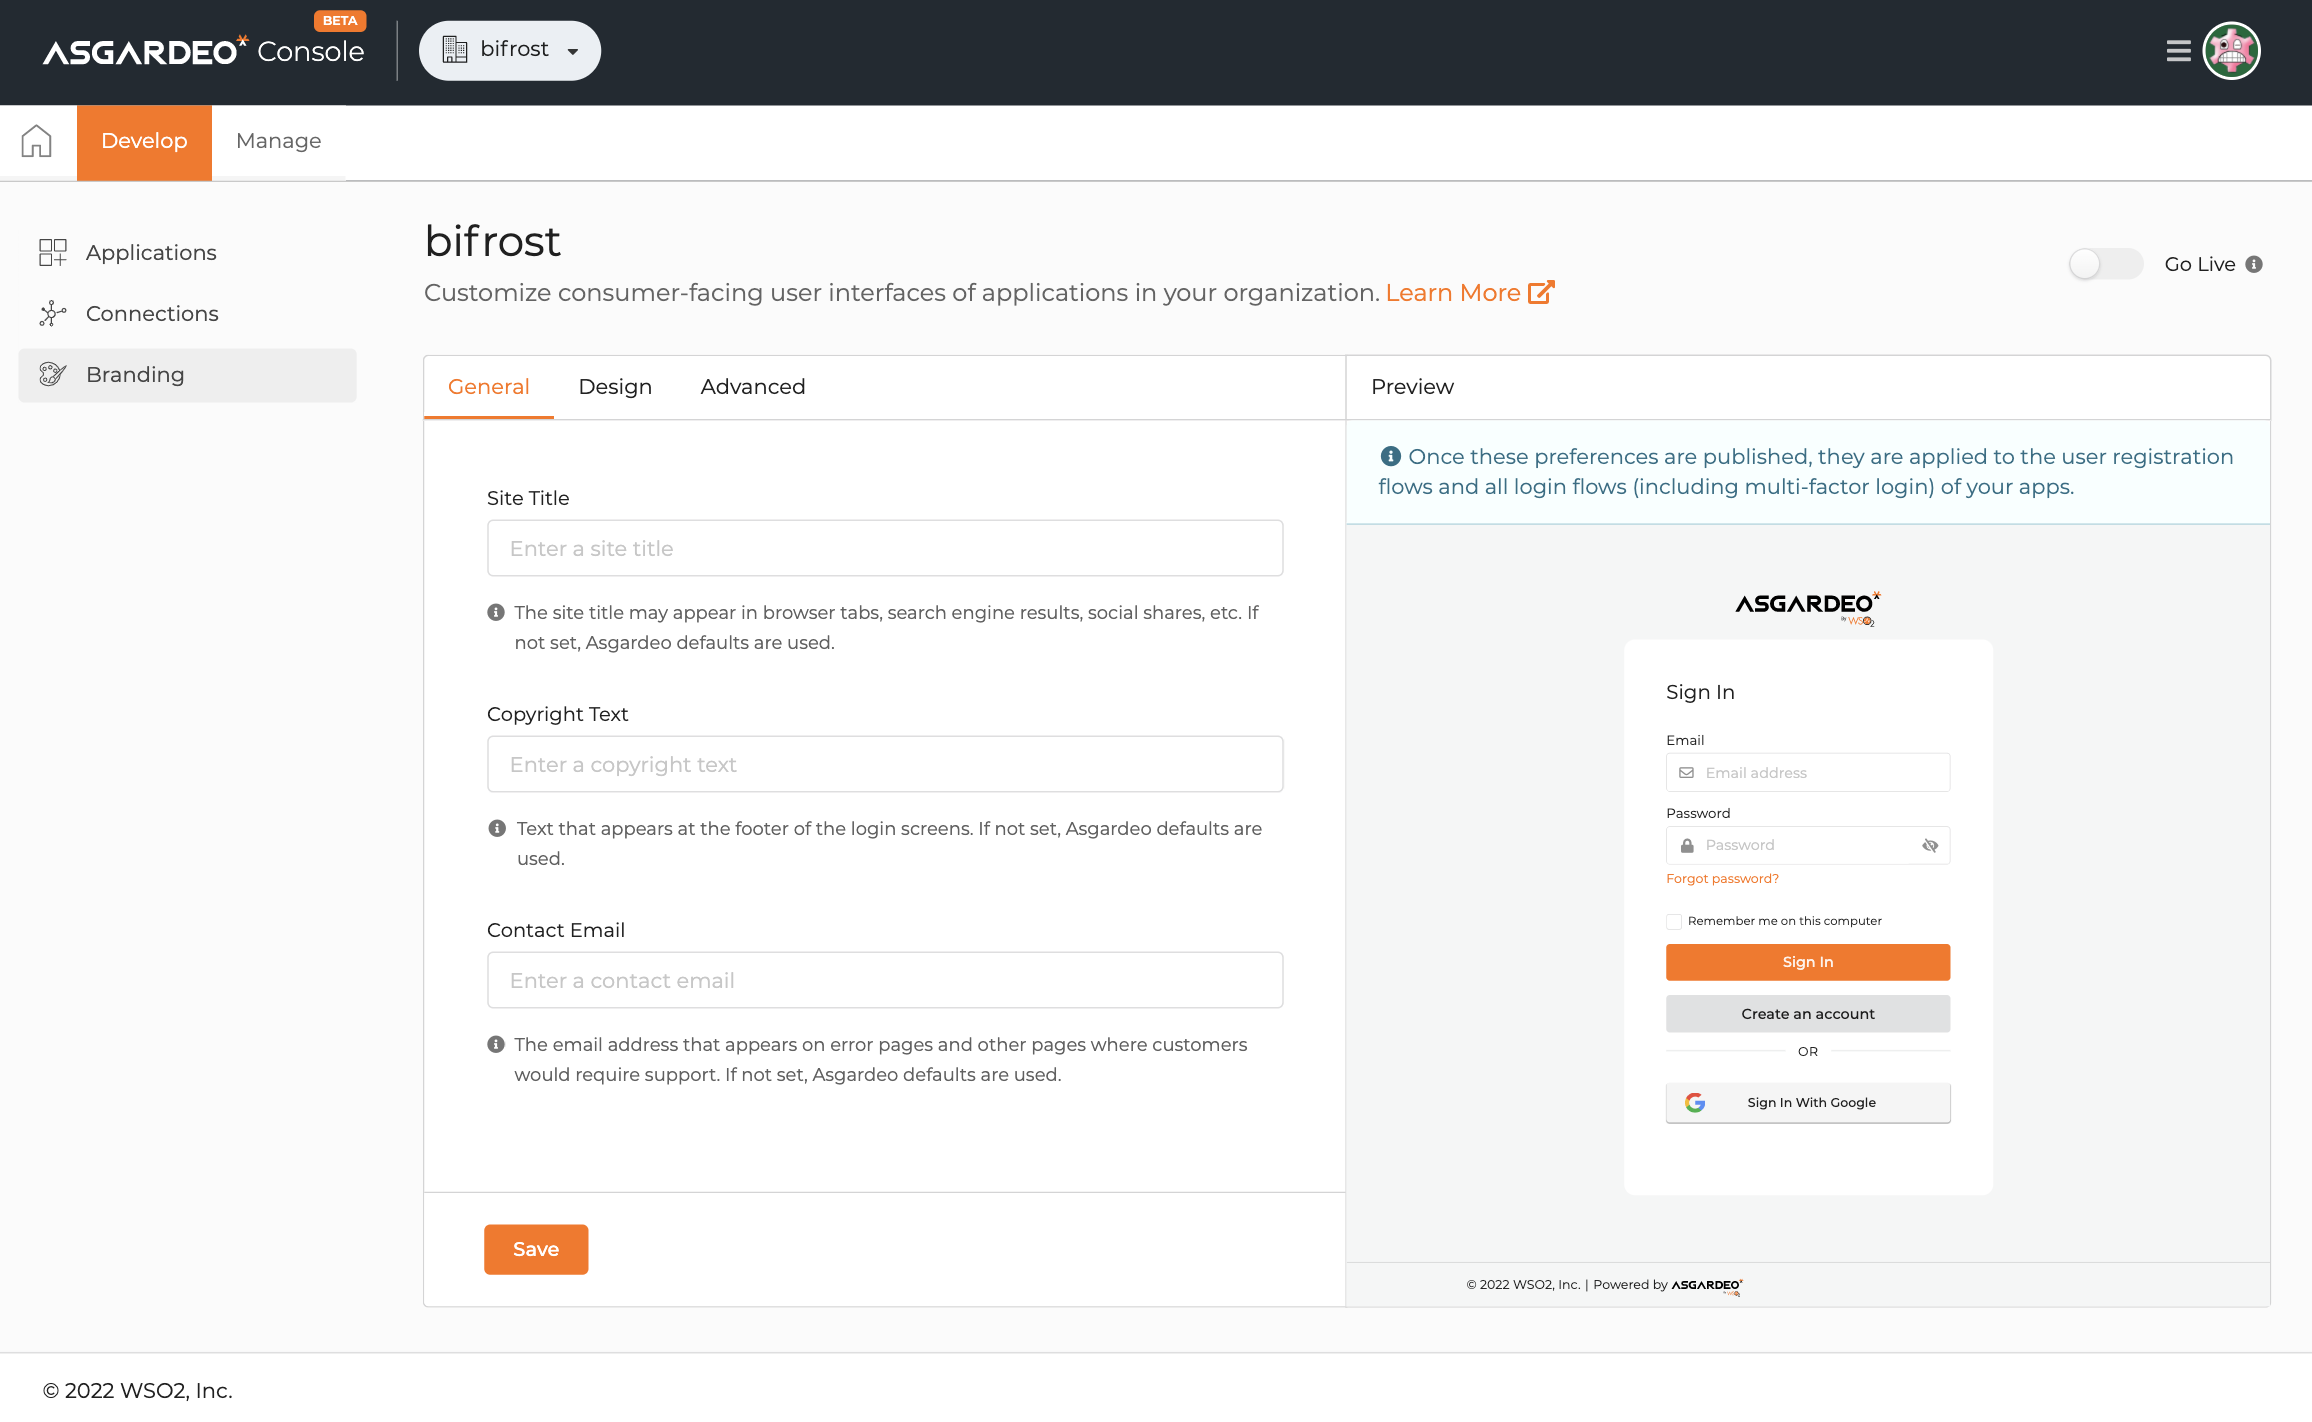 BETA
ASGARDEO Console
bifrost
Develop
Manage
Applications
Connections
Branding
bifrost
Customize consumer-facing user interfaces of applications in your organization. Learn More
Go Live
General
Design
Advanced
Site Title
Enter a site title
The site title may appear in browser tabs, search engine results, social shares, etc. If
not set, Asgardeo defaults are used.
Copyright Text
Enter a copyright text
Text that appears at the footer of the login screens. If not set, Asgardeo defaults are
used.
Contact Email
Enter a contact email
The email address that appears on error pages and other pages where customers
would require support. If not set, Asgardeo defaults are used.
Save
Preview
Once these preferences are published, they are applied to the user registration
flows and all login flows (including multi-factor login) of your apps.
ASGARDEO
by WSO2
Sign In
Email
Email address
Password
Password
Forgot password?
Remember me on this computer
Sign In
Create an account
OR
Sign In With Google
© 2022 WSO2, Inc. | Powered by ASGARDEO
by WSO2
© 2022 WSO2, Inc.